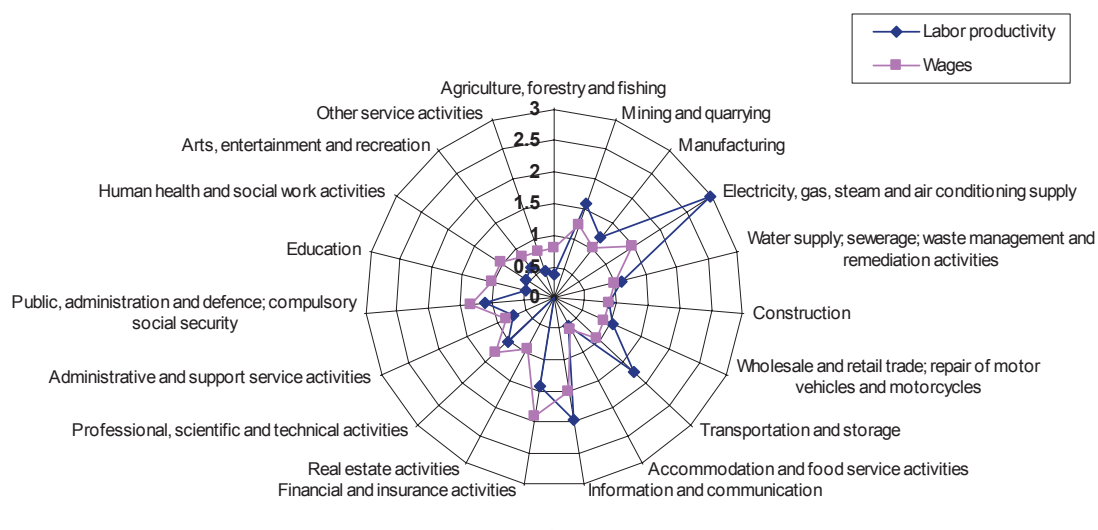 Labor productivity
Wages
Agriculture, forestry and fishing
Other service activities
Mining and quarrying
Arts, entertainment and recreation
Manufacturing
Human health and social work activities
Electricity, gas, steam and air conditioning supply
Education
Water supply; sewerage; waste management and
remediation activities
Public, administration and defence; compulsory
social security
Construction
Administrative and support service activities
Wholesale and retail trade; repair of motor
vehicles and motorcycles
Professional, scientific and technical activities
Transportation and storage
Real estate activities
Accommodation and food service activities
Financial and insurance activities
Information and communication
3
2.5
2
1.5
1
0.5
0